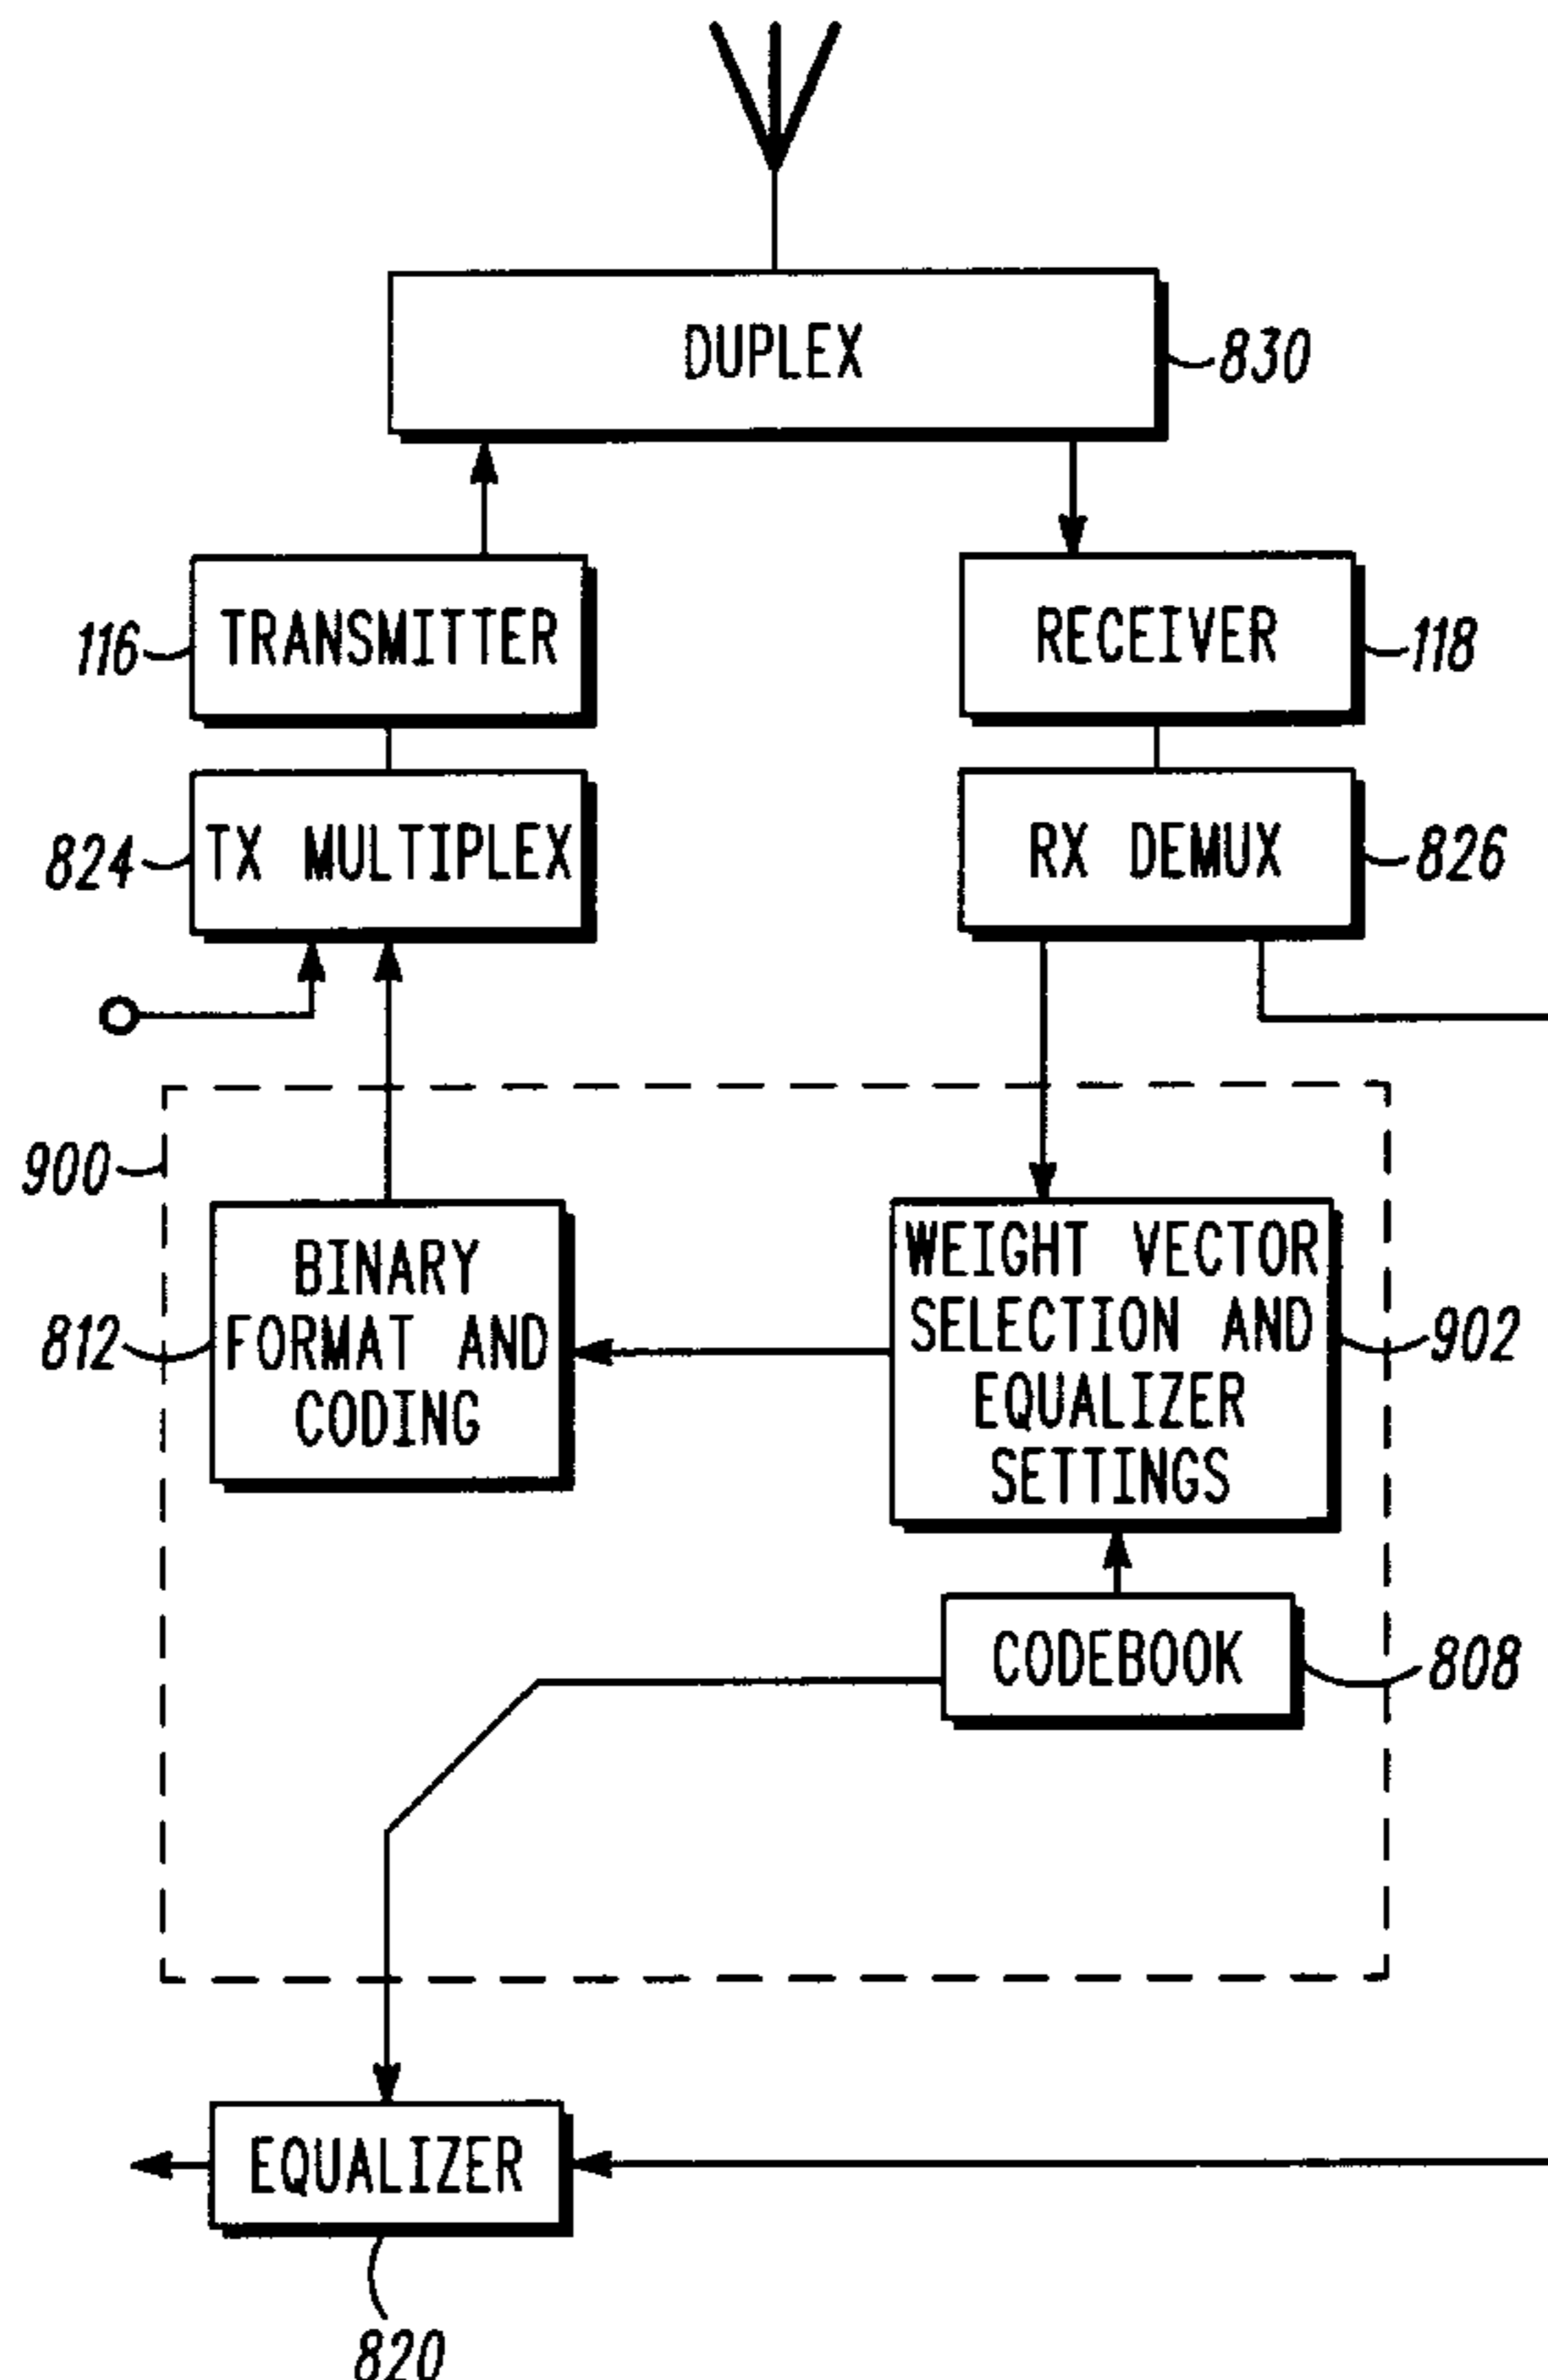 DUPLEX
830
TRANSMITTER
116
RECEIVER
118
TX MULTIPLEX
824
RX DEMUX
826
900
BINARY
FORMAT AND
CODING
812
WEIGHT VECTOR
SELECTION AND
EQUALIZER
SETTINGS
902
CODEBOOK
808
EQUALIZER
820